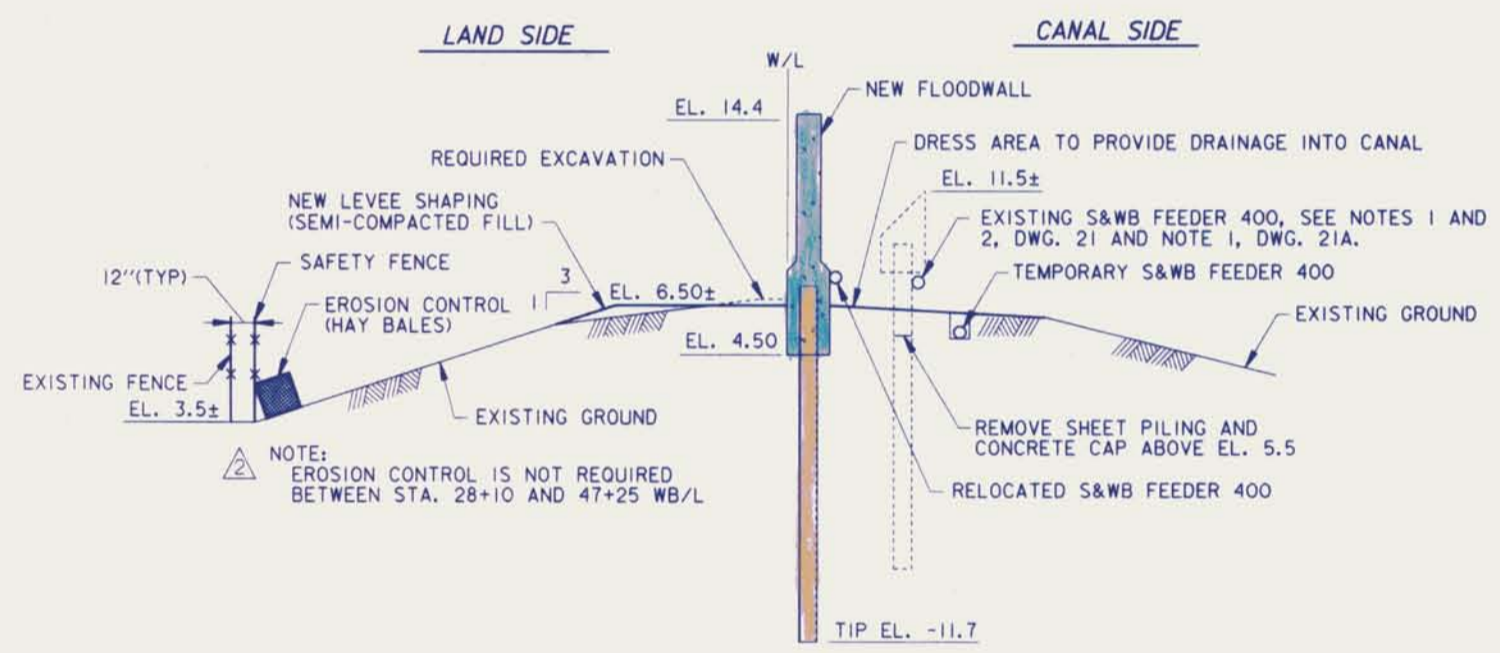 LAND SIDE
CANAL SIDE
W/L
NEW FLOODWALL
EL. 14.4
DRESS AREA TO PROVIDE DRAINAGE INTO CANAL
REQUIRED EXCAVATION
EL. 11.5±
NEW LEVEE SHAPING
(SEMI-COMPACTED FILL)
EXISTING S&WB FEEDER 400, SEE NOTES 1 AND
2, DWG. 21 AND NOTE 1, DWG. 21A.
12"(TYP)
SAFETY FENCE
TEMPORARY S&WB FEEDER 400
3
1
EL. 6.50±
EROSION CONTROL
(HAY BALES)
EXISTING GROUND
EL. 4.50
EXISTING FENCE
EL. 3.5±
EXISTING GROUND
REMOVE SHEET PILING AND
CONCRETE CAP ABOVE EL. 5.5
2
NOTE:
EROSION CONTROL IS NOT REQUIRED
BETWEEN STA. 28+10 AND 47+25 WB/L
RELOCATED S&WB FEEDER 400
TIP EL. -11.7